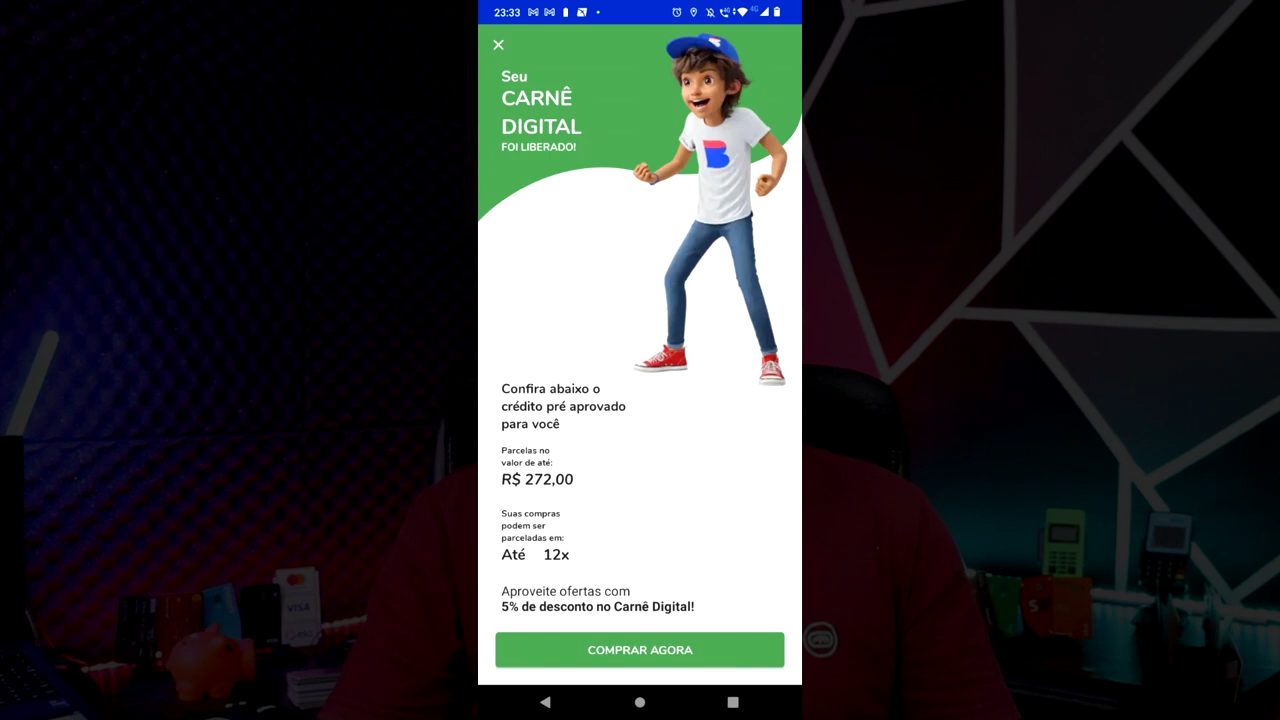 23:33
4G
Seu
CARNÊ
DIGITAL
FOI LIBERADO!
B
Confira abaixo o
crédito pré aprovado
para você
Parcelas no
valor de até:
R$ 272,00
Suas compras
podem ser
parceladas em:
Até 12x
Aproveite ofertas com
5% de desconto no Carnê Digital!
COMPRAR AGORA
VISA